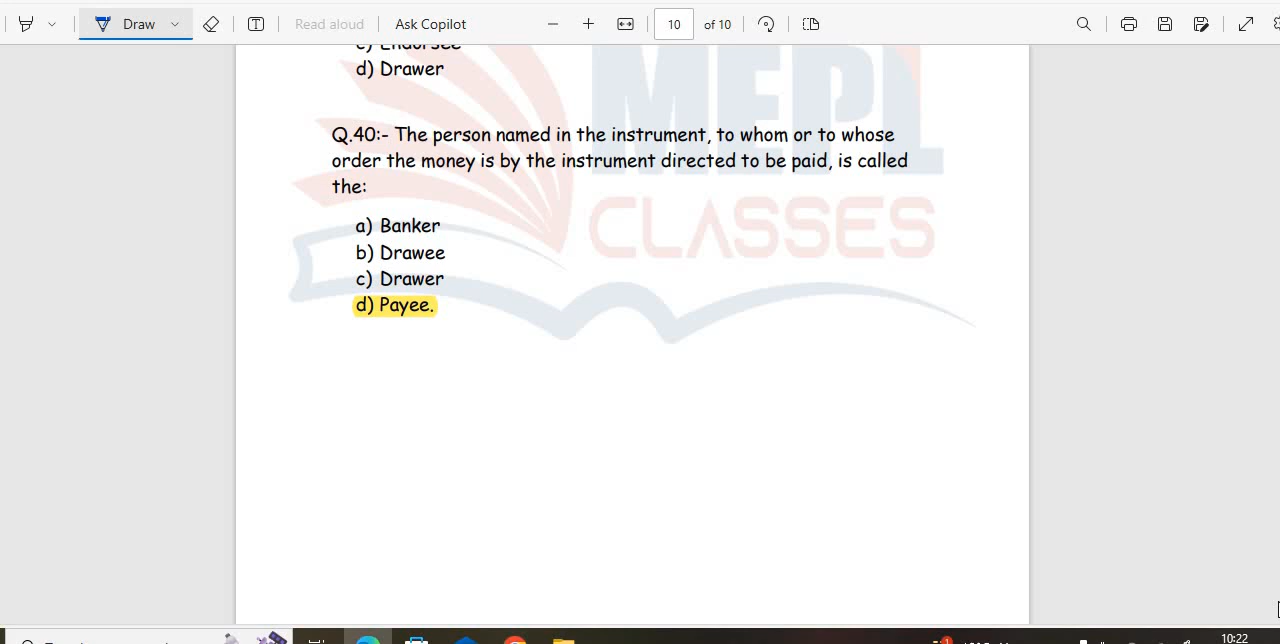 Draw
Read aloud
Ask Copilot
10 of 10
c) Endorsee
d) Drawer
MEPL
CLASSES
Q.40:- The person named in the instrument, to whom or to whose
order the money is by the instrument directed to be paid, is called
the:
a) Banker
b) Drawee
c) Drawer
d) Payee.
10:22